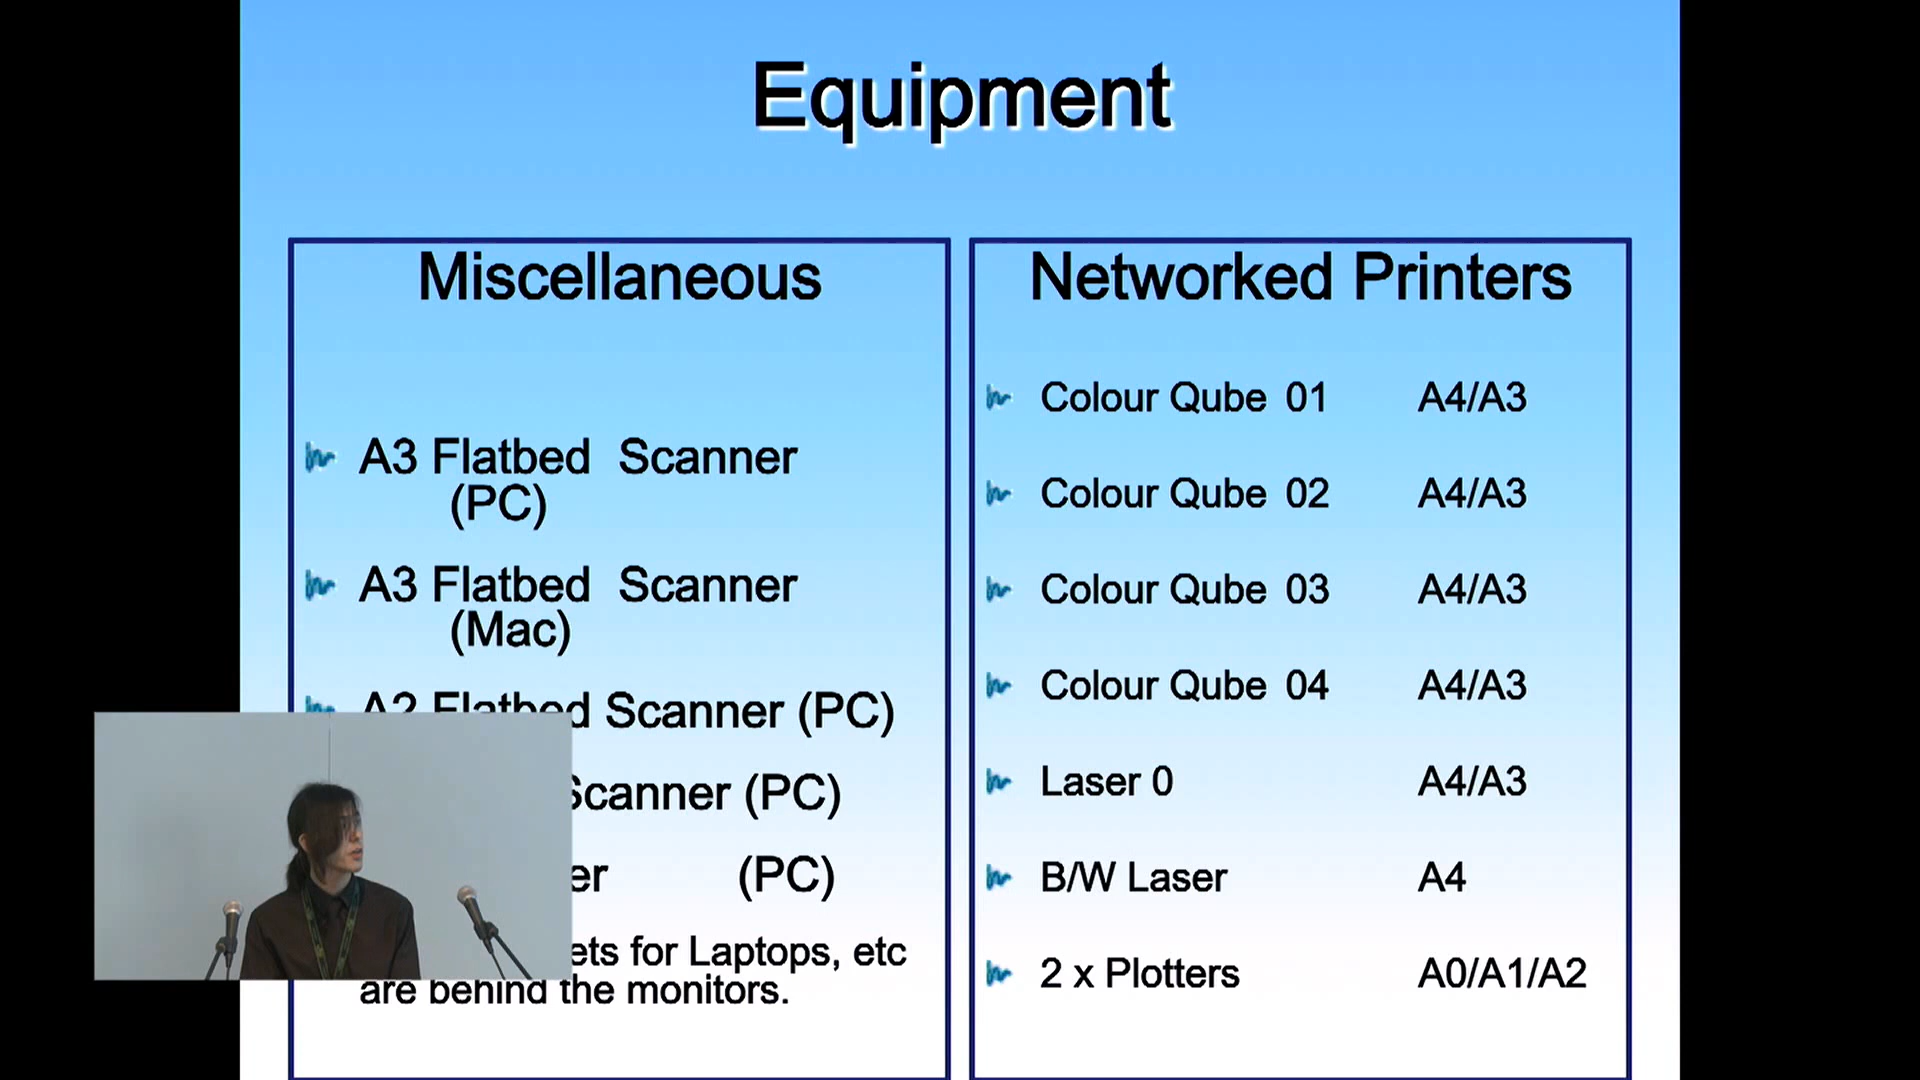 Equipment
Miscellaneous
A3 Flatbed Scanner
(PC)
A3 Flatbed Scanner
(Mac)
A2 Flatbed Scanner (PC)
Scanner (PC)
(PC)
for Laptops, etc
are behind the monitors.
Networked Printers
Colour Qube 01 A4/A3
Colour Qube 02 A4/A3
Colour Qube 03 A4/A3
Colour Qube 04 A4/A3
Laser 0 A4/A3
B/W Laser A4
2 x Plotters A0/A1/A2